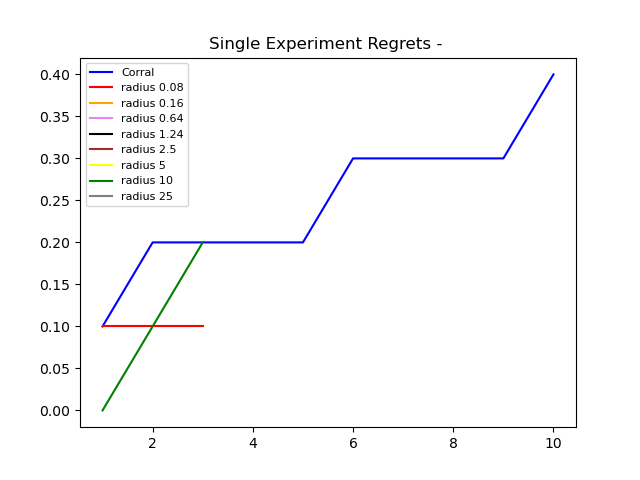 Single Experiment Regrets -
Corral
radius 0.08
radius 0.16
radius 0.64
radius 1.24
radius 2.5
radius 5
radius 10
radius 25
0.40
0.35
0.30
0.25
0.20
0.15
0.10
0.05
0.00
2 4 6 8 10